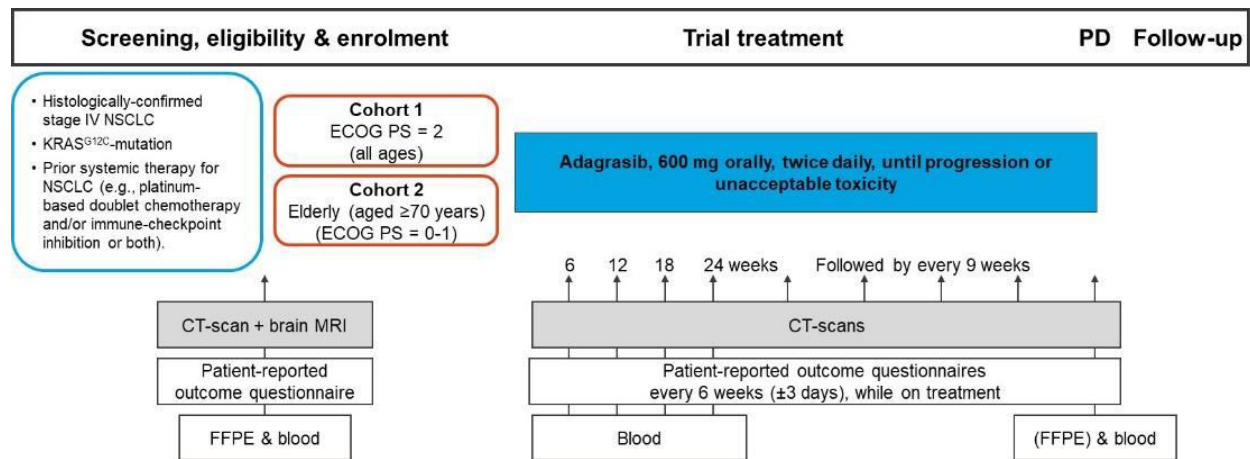 Screening, eligibility & enrolment
Trial treatment
PD
Follow-up
• Histologically-confirmed
stage IV NSCLC
• KRASG12C-mutation
• Prior systemic therapy for
NSCLC (e.g., platinum-
based doublet chemotherapy
and/or immune-checkpoint
inhibition or both).
Cohort 1
ECOG PS = 2
(all ages)
Cohort 2
Elderly (aged ≥70 years)
(ECOG PS = 0-1)
Adagrasib, 600 mg orally, twice daily, until progression or
unacceptable toxicity
6 12 18 24 weeks Followed by every 9 weeks
CT-scan + brain MRI
CT-scans
Patient-reported
outcome questionnaire
Patient-reported outcome questionnaires
every 6 weeks (±3 days), while on treatment
FFPE & blood
Blood
(FFPE) & blood